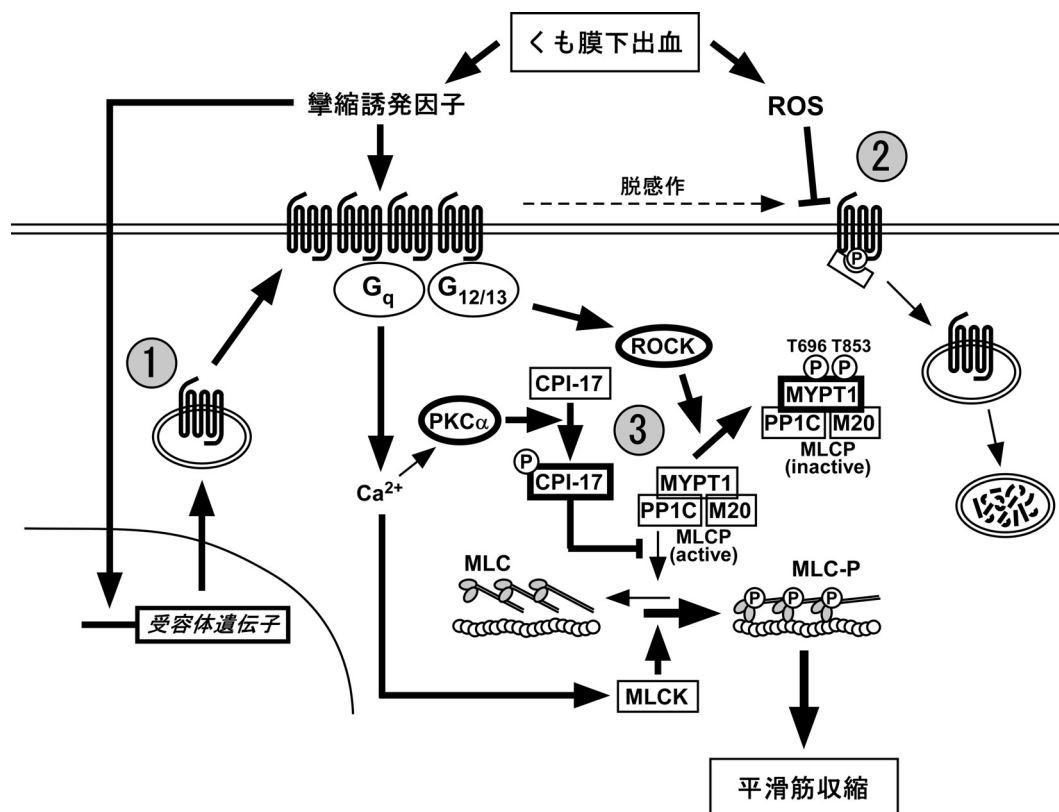 くも膜下出血
攣縮誘発因子
ROS
2
脱感作
P
Gq
G12/13
ROCK
T696 T853
P P
1
CPI-17
MYPT1
PKCα
3
PP1C M20
MLCP
(inactive)
P
CPI-17
MYPT1
Ca2+
PP1C M20
MLCP
(active)
MLC
MLC-P
P P P
受容体遺伝子
MLCK
平滑筋収縮